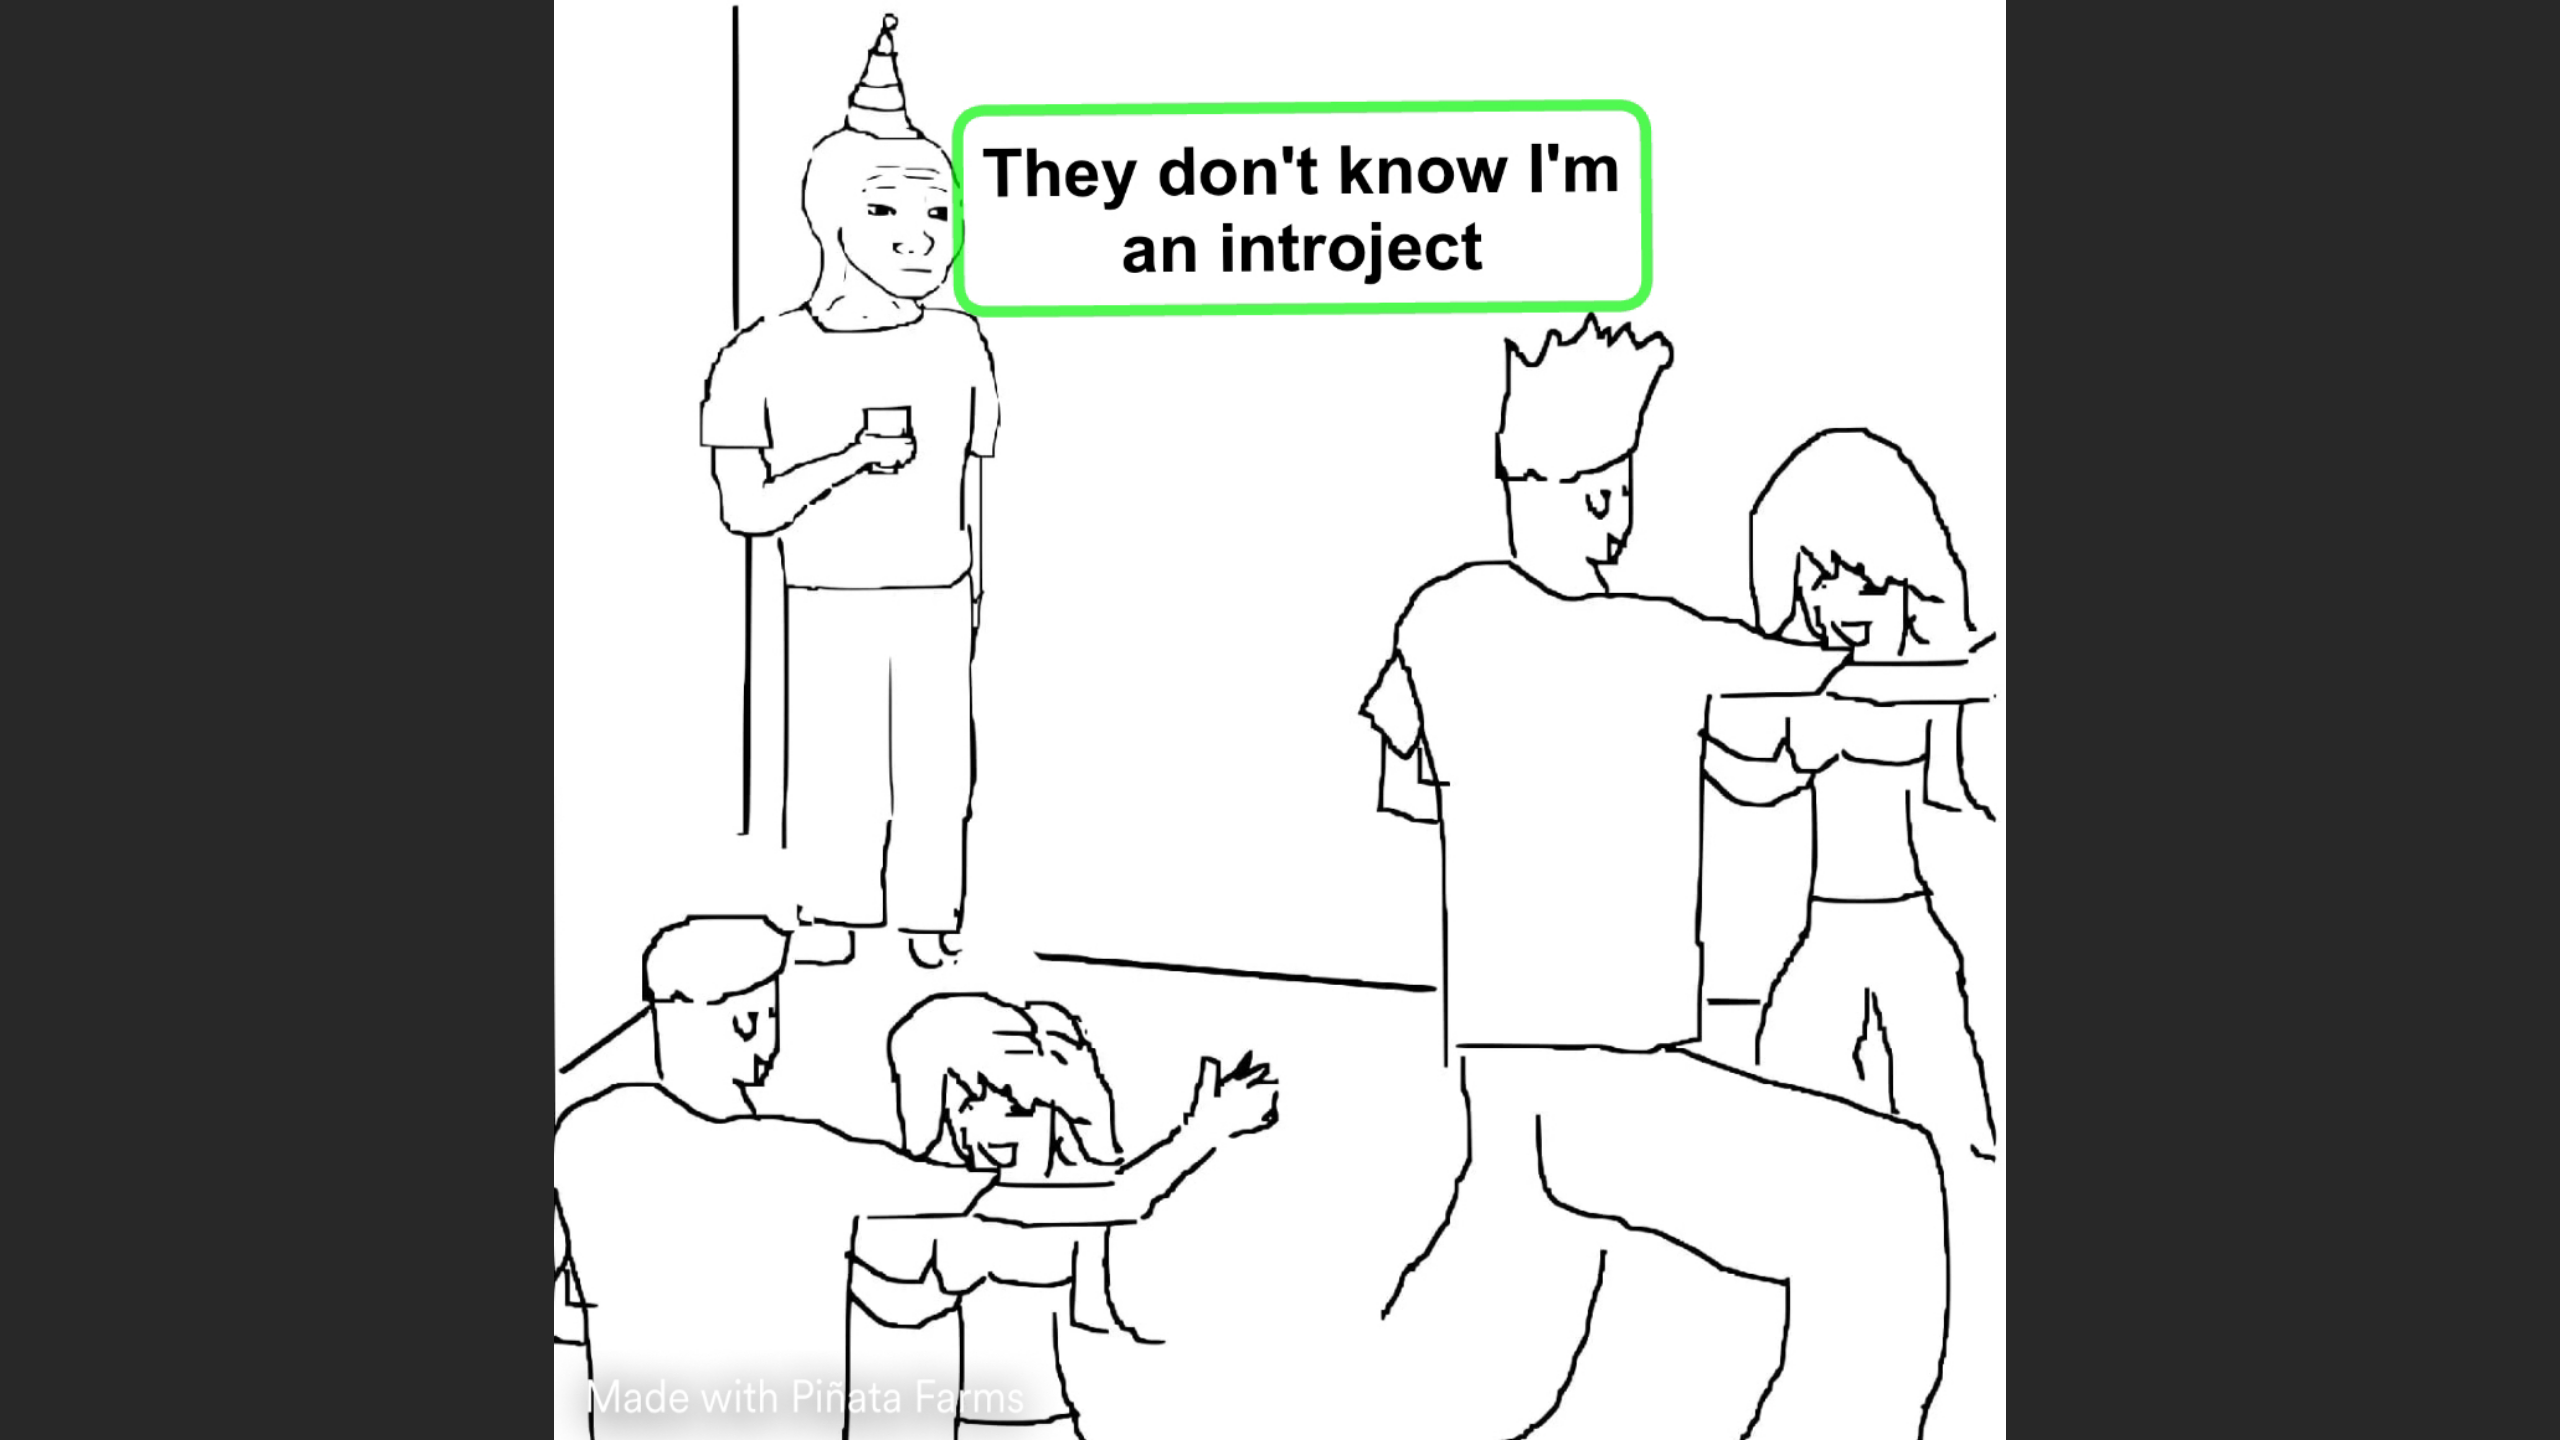 They don't know I'm
an introject
Made with Piñata Farms